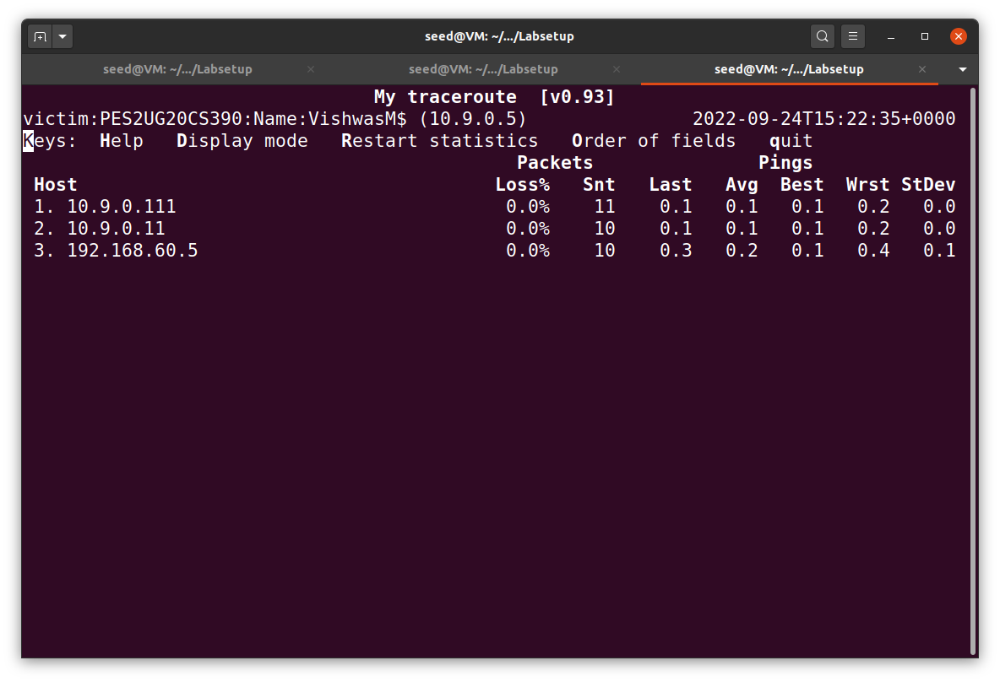 seed@VM: ~/.../Labsetup
seed@VM: ~/.../Labsetup × seed@VM: ~/.../Labsetup × seed@VM: ~/.../Labsetup ×
My traceroute  [v0.93]
victim:PES2UG20CS390:Name:VishwasM$ (10.9.0.5) 2022-09-24T15:22:35+0000
Keys:  Help   Display mode   Restart statistics   Order of fields   quit
Packets Pings
Host Loss% Snt Last Avg Best Wrst StDev
1. 10.9.0.111 0.0% 11 0.1 0.1 0.1 0.2 0.0
2. 10.9.0.11 0.0% 10 0.1 0.1 0.1 0.2 0.0
3. 192.168.60.5 0.0% 10 0.3 0.2 0.1 0.4 0.1